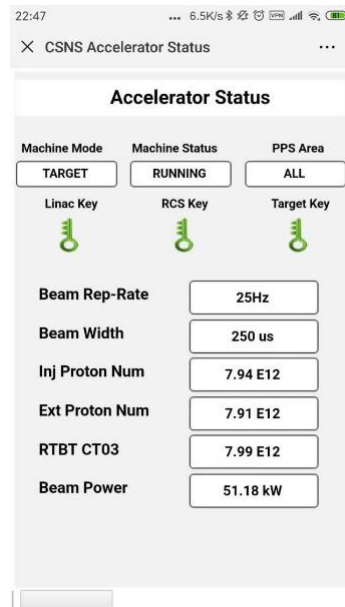 22:47 ... 6.5K/s VPN 81
CSNS Accelerator Status ...
Accelerator Status
Machine Mode Machine Status PPS Area
TARGET RUNNING ALL
Linac Key RCS Key Target Key
Beam Rep-Rate 25Hz
Beam Width 250 us
Inj Proton Num 7.94 E12
Ext Proton Num 7.91 E12
RTBT CT03 7.99 E12
Beam Power 51.18 kW